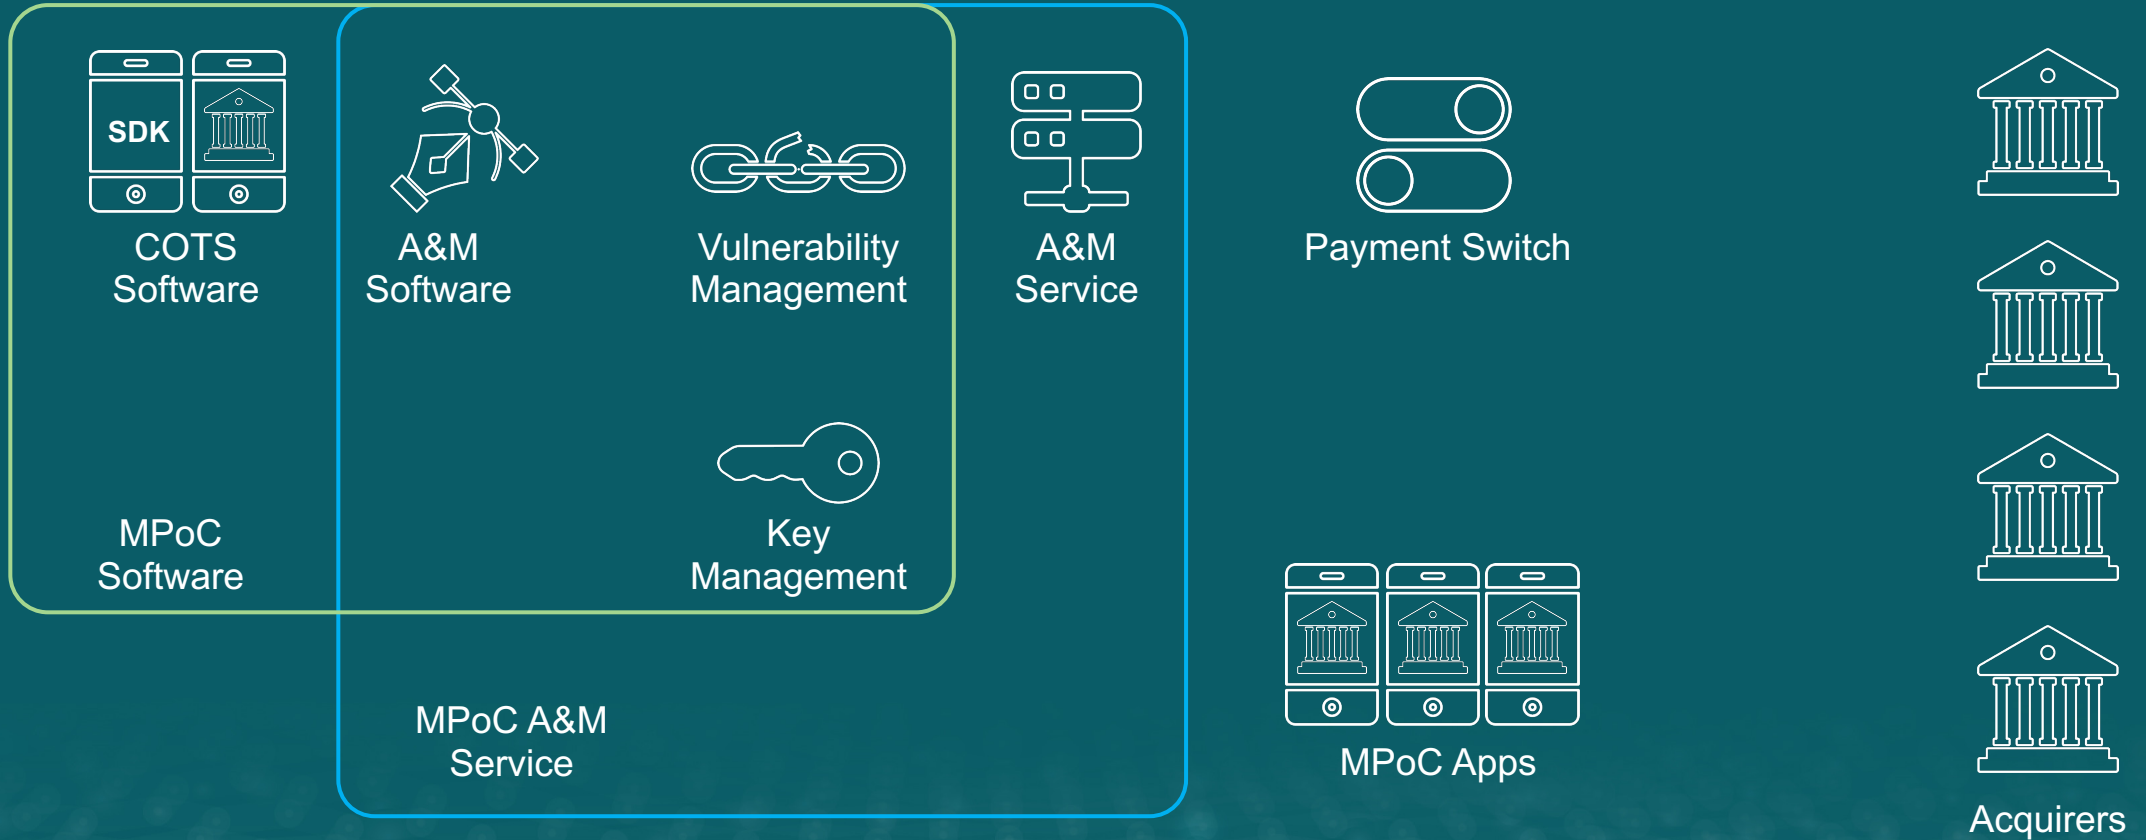 SDK
COTS
Software
A&M
Software
Vulnerability
Management
A&M
Service
Payment Switch
MPoC
Software
Key
Management
MPoC A&M
Service
MPoC Apps
Acquirers